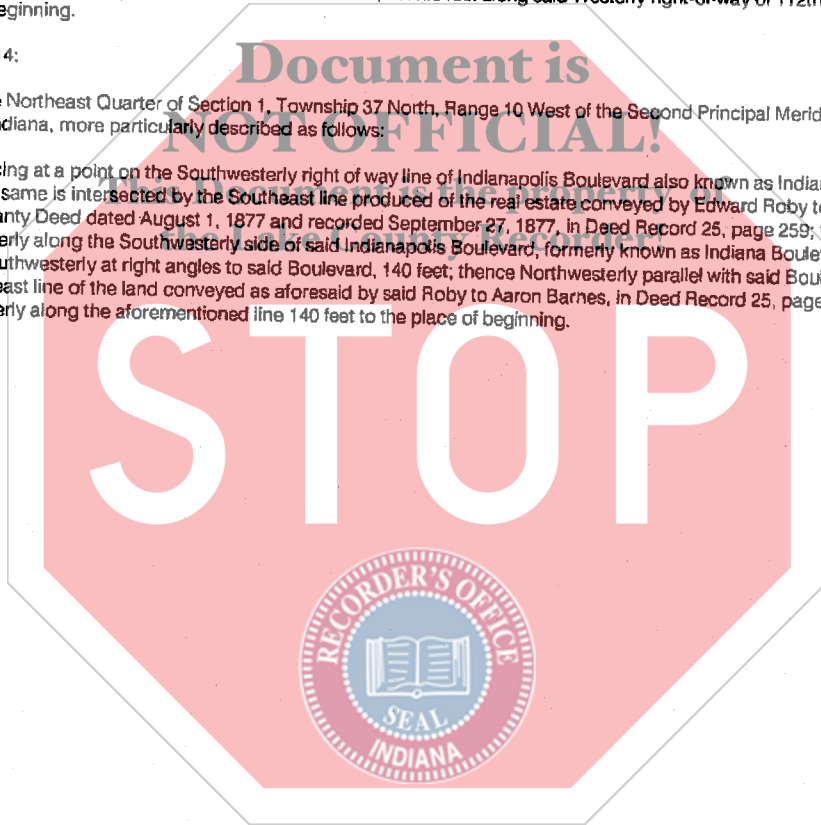 eginning.
4:
Document is
Northeast Quarter of Section 1, Township 37 North, Range 10 West of the Second Principal Merid
diana, more particularly described as follows:
NOT OFFICIAL!
ing at a point on the Southwesterly right of way line of Indianapolis Boulevard also known as India
same is intersected by the Southeast line produced of the real estate conveyed by Edward Roby to
This Document is the property of
anty Deed dated August 1, 1877 and recorded September 27, 1877, in Deed Record 25, page 259;
erly along the Southwesterly side of said Indianapolis Boulevard, formerly known as Indiana Boule
the Lake County Recorder!
uthwesterly at right angles to said Boulevard, 140 feet; thence Northwesterly parallel with said Bou
east line of the land conveyed as aforesaid by said Roby to Aaron Barnes, in Deed Record 25, page
erly along the aforementioned line 140 feet to the place of beginning.
STOP
RECORDER'S OFFICE
SEAL
INDIANA